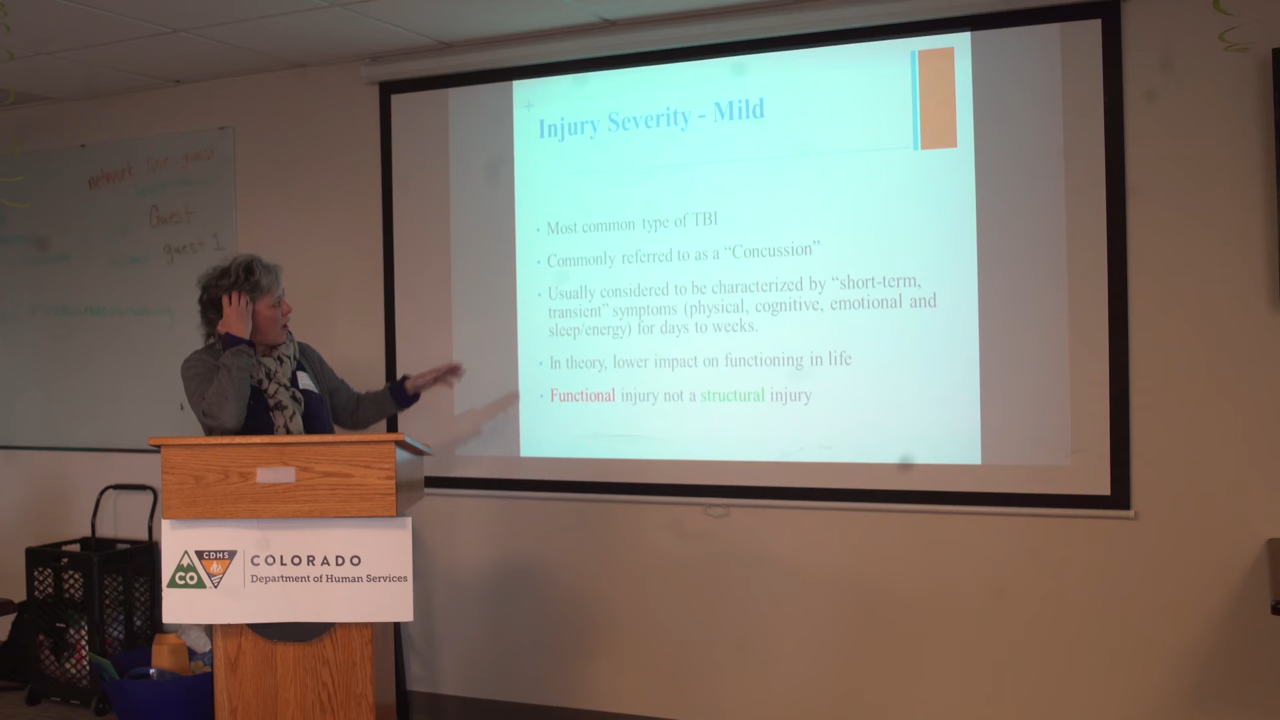 network
Guest
guest 1
+
Injury Severity - Mild
• Most common type of TBI
• Commonly referred to as a “Concussion”
• Usually considered to be characterized by “short-term,
transient” symptoms (physical, cognitive, emotional and
sleep/energy) for days to weeks.
• In theory, lower impact on functioning in life
• Functional injury not a structural injury
CO
CDHS
COLORADO
Department of Human Services